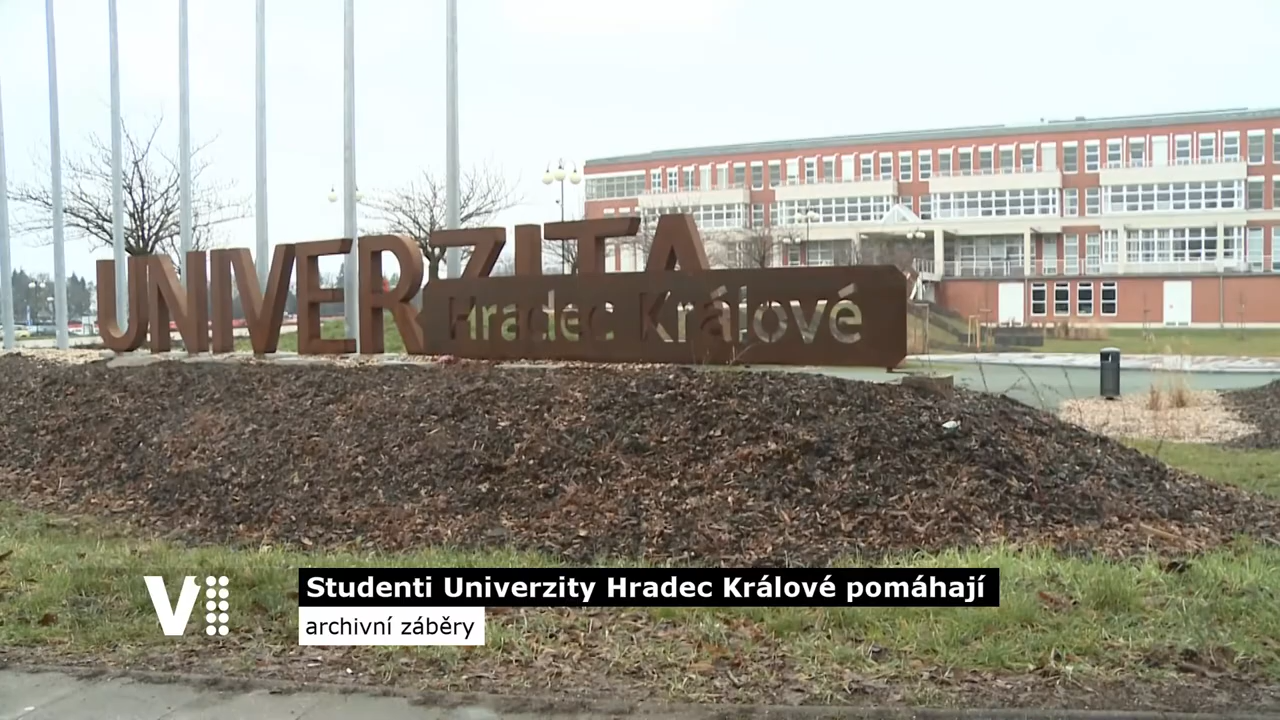 UNIVERZITA
Hradec Králové
V
Studenti Univerzity Hradec Králové pomáhají
archivní záběry